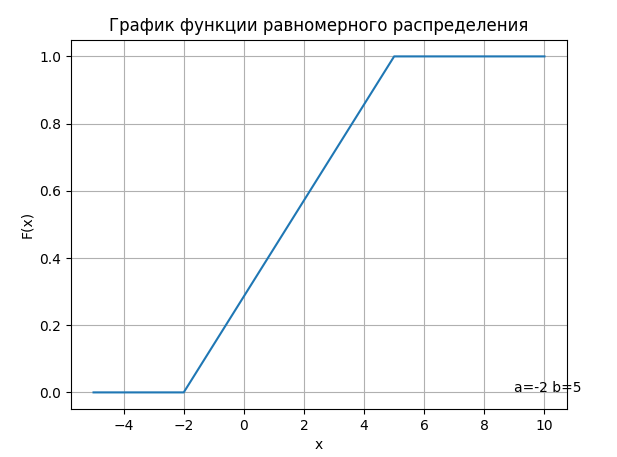 График функции равномерного распределения
1.0
0.8
0.6
0.4
0.2
0.0
F(x)
a=-2 b=5
−4 −2 0 2 4 6 8 10
x